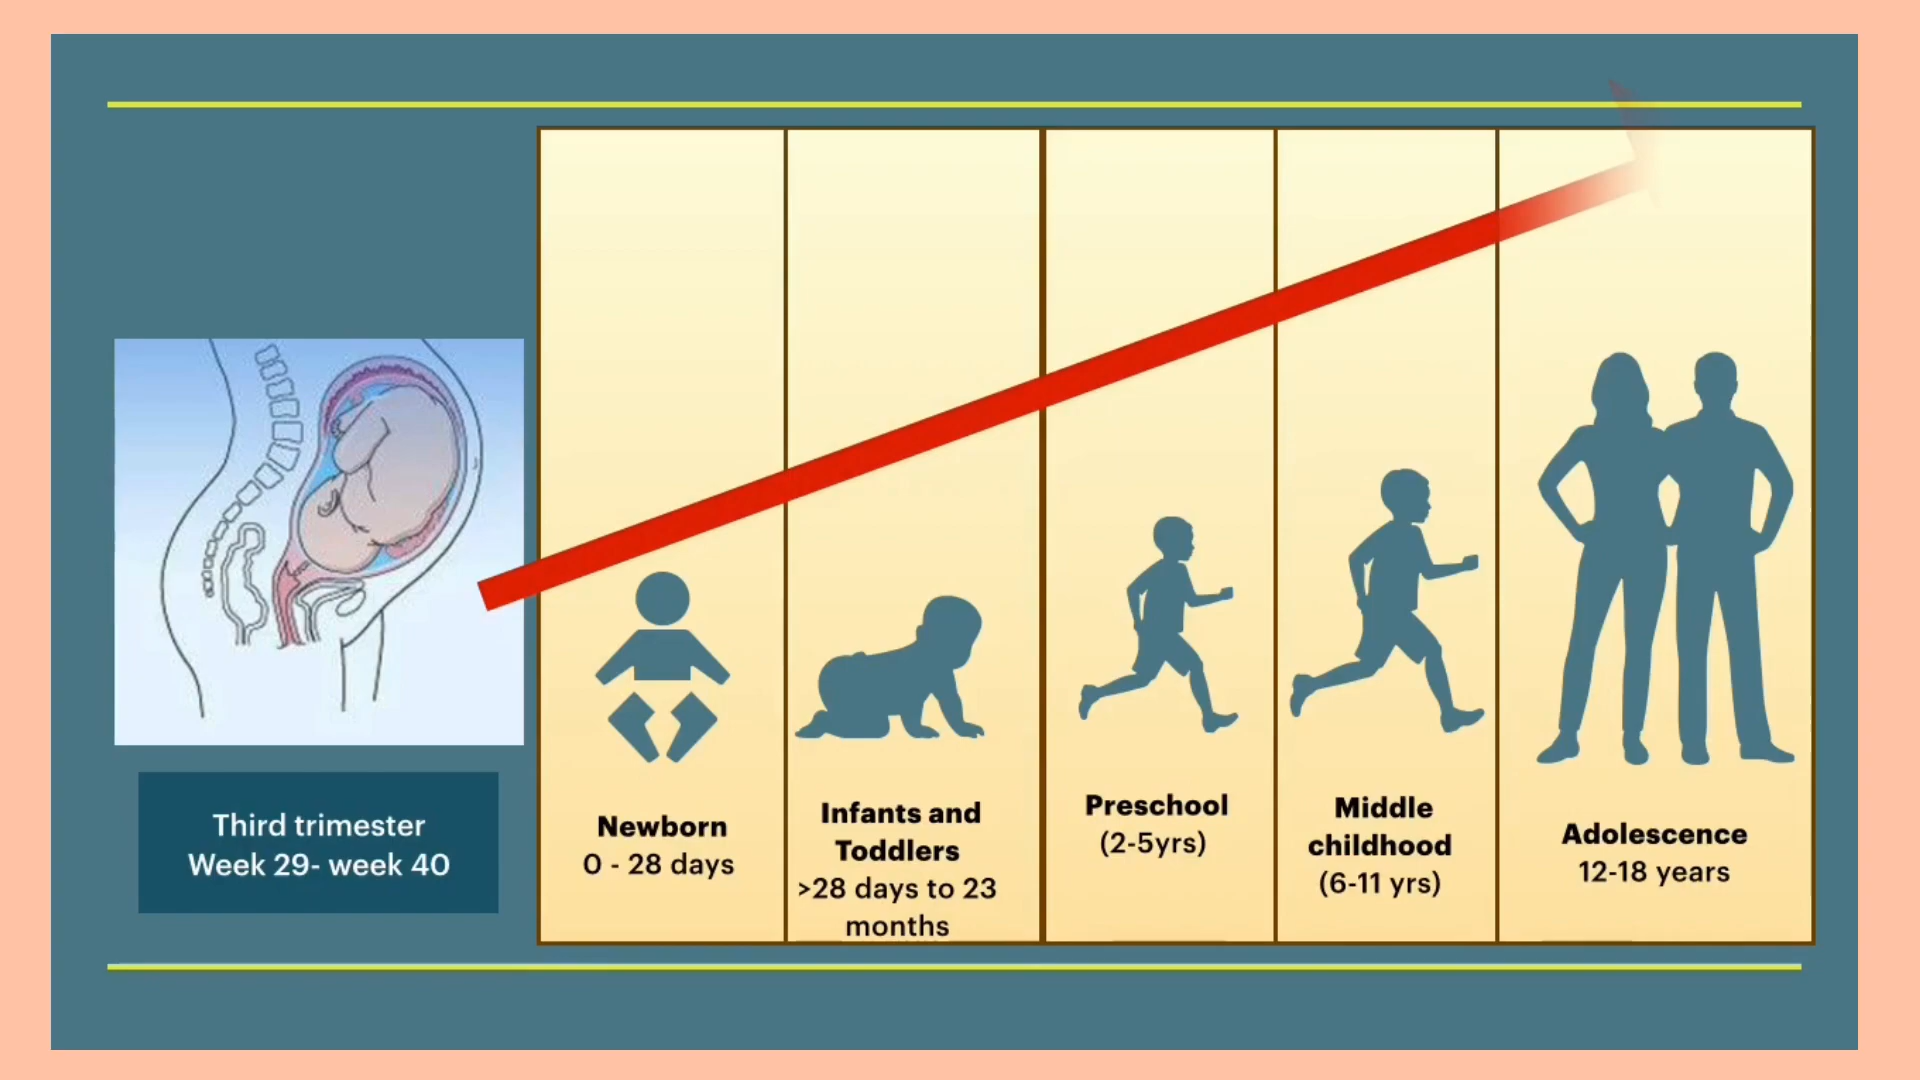 Third trimester
Week 29- week 40
Newborn
0 - 28 days
Infants and
Toddlers
>28 days to 23
months
Preschool
(2-5yrs)
Middle
childhood
(6-11 yrs)
Adolescence
12-18 years